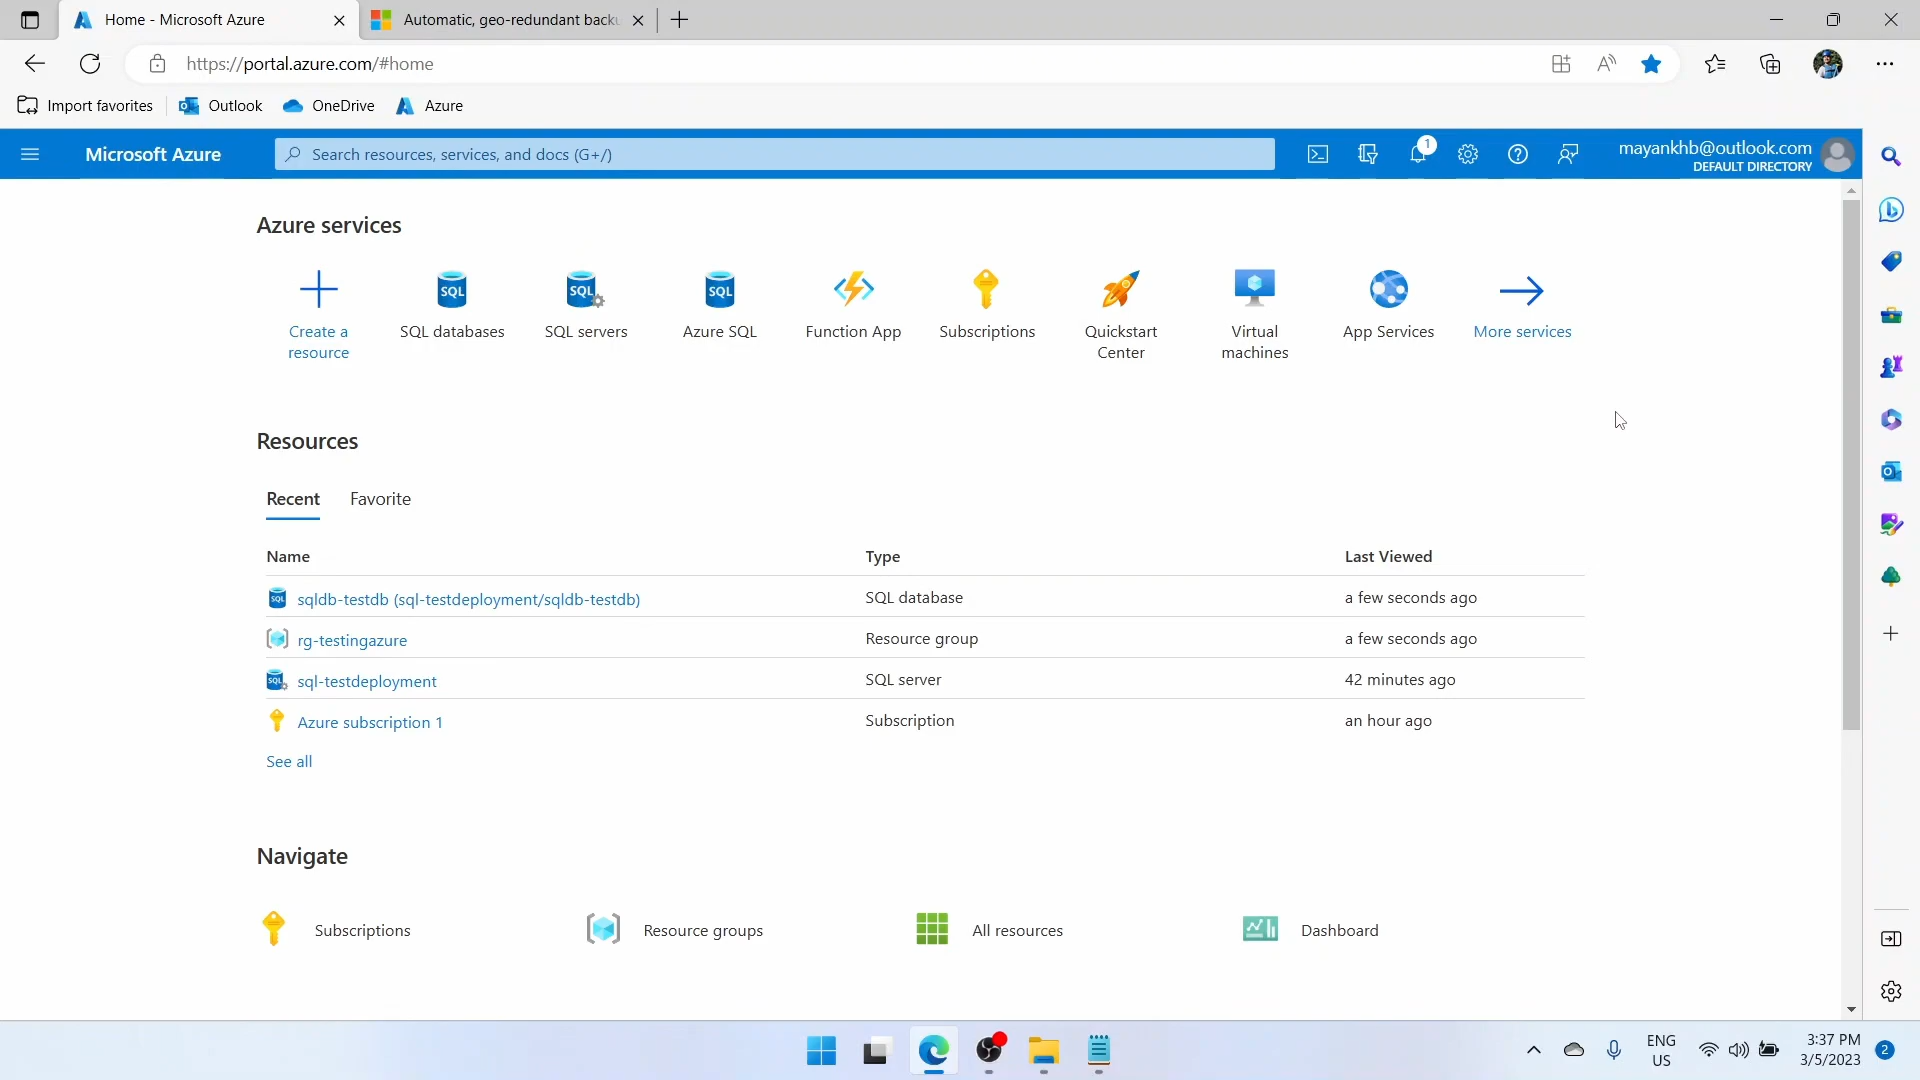 Home - Microsoft Azure
Automatic, geo-redundant backu
https://portal.azure.com/#home
Import favorites
Outlook
OneDrive
Azure
Microsoft Azure
Search resources, services, and docs (G+/)
1
mayankhb@outlook.com
DEFAULT DIRECTORY
Azure services
Create a
resource
SQL
SQL databases
SQL
SQL servers
SQL
Azure SQL
Function App
Subscriptions
Quickstart
Center
Virtual
machines
App Services
More services
Resources
Recent
Favorite
Name
Type
Last Viewed
sqldb-testdb (sql-testdeployment/sqldb-testdb)
SQL database
a few seconds ago
rg-testingazure
Resource group
a few seconds ago
sql-testdeployment
SQL server
42 minutes ago
Azure subscription 1
Subscription
an hour ago
See all
Navigate
Subscriptions
Resource groups
All resources
Dashboard
ENG
US
3:37 PM
3/5/2023
2